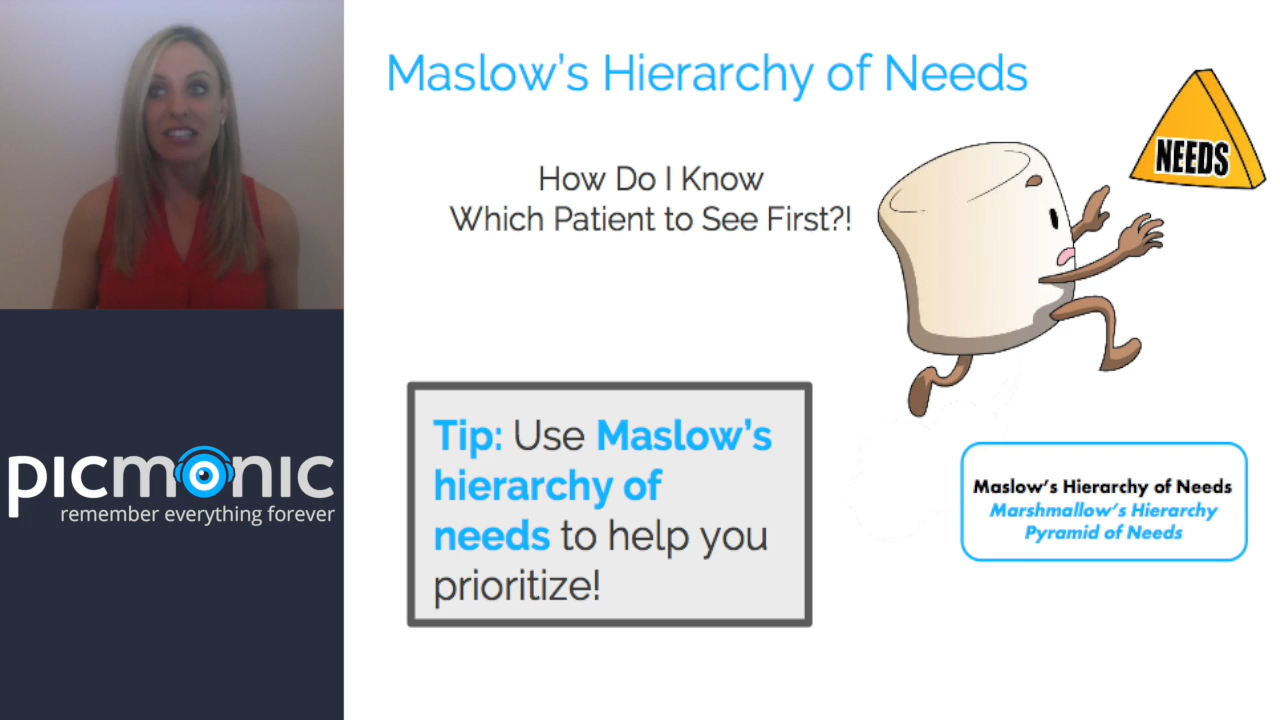 Maslow’s Hierarchy of Needs
How Do I Know
Which Patient to See First?!
NEEDS
Tip: Use Maslow’s
hierarchy of
needs to help you
prioritize!
Maslow’s Hierarchy of Needs
Marshmallow’s Hierarchy
Pyramid of Needs
picmonic
remember everything forever